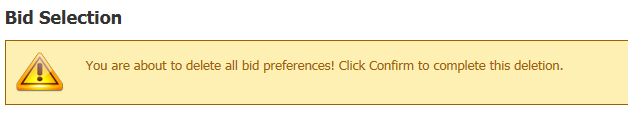 Bid Selection
You are about to delete all bid preferences! Click Confirm to complete this deletion.